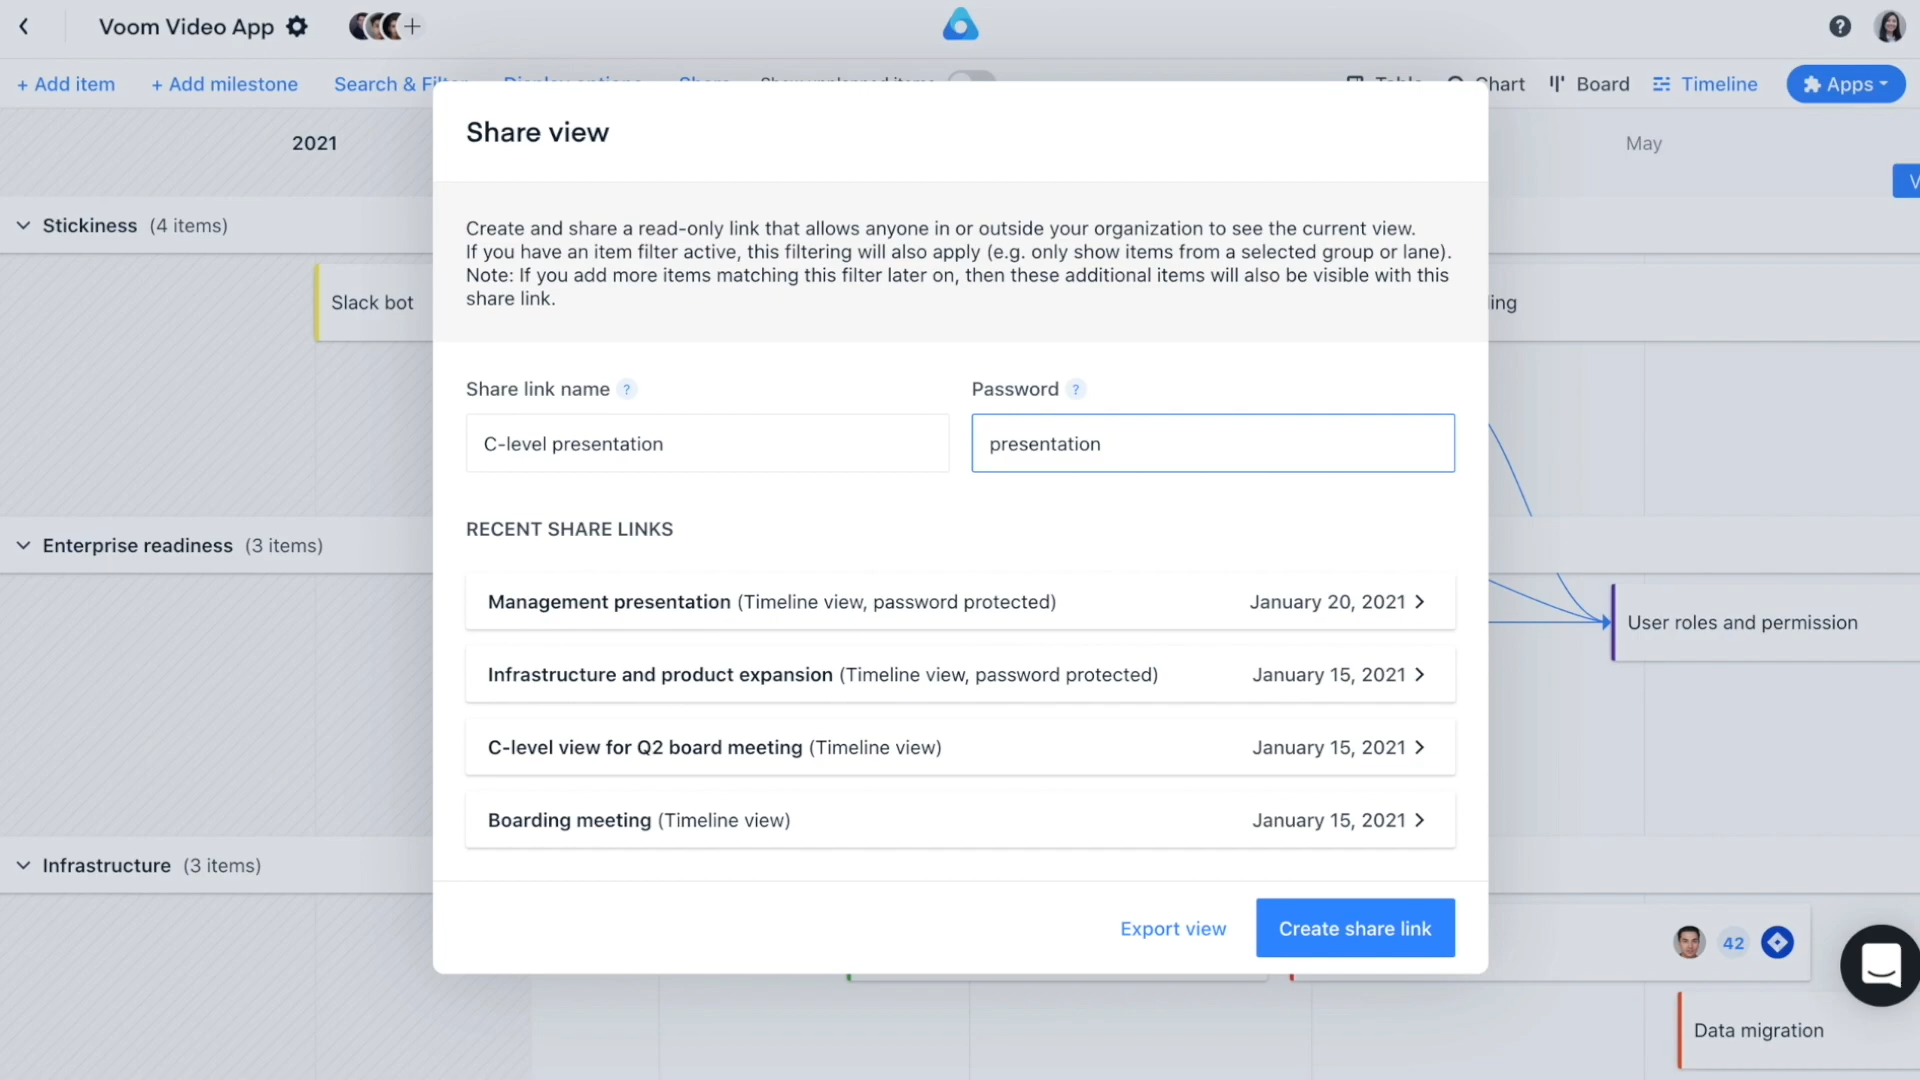 Voom Video App
+ Add item
+ Add milestone
Search &
Show unplanned items
Table
Chart
Board
Timeline
Apps
2021
May
V
Share view
Create and share a read-only link that allows anyone in or outside your organization to see the current view.
If you have an item filter active, this filtering will also apply (e.g. only show items from a selected group or lane).
Note: If you add more items matching this filter later on, then these additional items will also be visible with this
share link.
Stickiness (4 items)
Slack bot
ing
Share link name ?
Password ?
C-level presentation
presentation
RECENT SHARE LINKS
Enterprise readiness (3 items)
Management presentation (Timeline view, password protected) January 20, 2021
User roles and permission
Infrastructure and product expansion (Timeline view, password protected) January 15, 2021
C-level view for Q2 board meeting (Timeline view) January 15, 2021
Boarding meeting (Timeline view) January 15, 2021
Infrastructure (3 items)
Export view
Create share link
42
Data migration